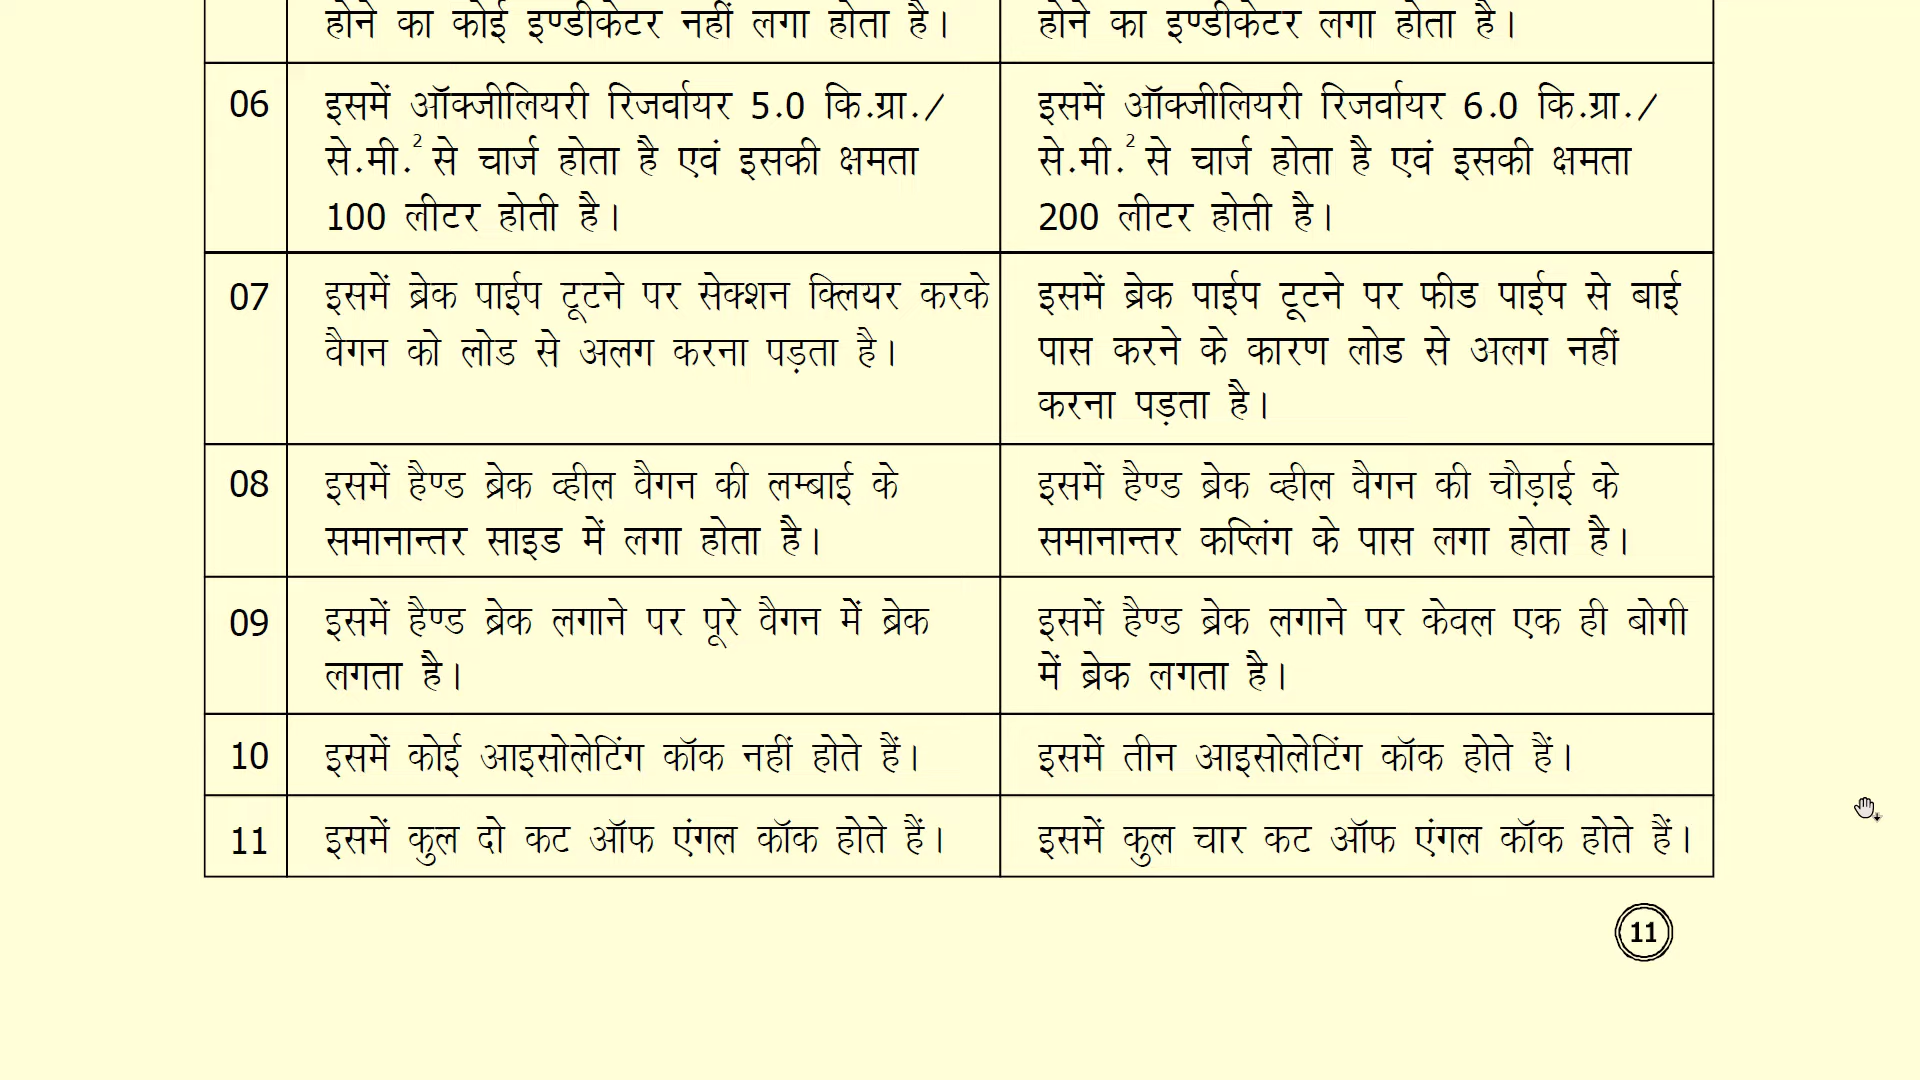 होने का कोई इण्डीकेटर नहीं लगा होता है।
होने का इण्डीकेटर लगा होता है।
06
इसमें ऑक्जीलियरी रिजर्वायर 5.0 कि.ग्रा./
से.मी.² से चार्ज होता है एवं इसकी क्षमता
100 लीटर होती है।
इसमें ऑक्जीलियरी रिजर्वायर 6.0 कि.ग्रा./
से.मी.² से चार्ज होता है एवं इसकी क्षमता
200 लीटर होती है।
07
इसमें ब्रेक पाईप टूटने पर सेक्शन क्लियर करके
वैगन को लोड से अलग करना पड़ता है।
इसमें ब्रेक पाईप टूटने पर फीड पाईप से बाई
पास करने के कारण लोड से अलग नहीं
करना पड़ता है।
08
इसमें हैण्ड ब्रेक व्हील वैगन की लम्बाई के
समानान्तर साइड में लगा होता है।
इसमें हैण्ड ब्रेक व्हील वैगन की चौड़ाई के
समानान्तर कप्लिंग के पास लगा होता है।
09
इसमें हैण्ड ब्रेक लगाने पर पूरे वैगन में ब्रेक
लगता है।
इसमें हैण्ड ब्रेक लगाने पर केवल एक ही बोगी
में ब्रेक लगता है।
10
इसमें कोई आइसोलेटिंग कॉक नहीं होते हैं।
इसमें तीन आइसोलेटिंग कॉक होते हैं।
11
इसमें कुल दो कट ऑफ एंगल कॉक होते हैं।
इसमें कुल चार कट ऑफ एंगल कॉक होते हैं।
11